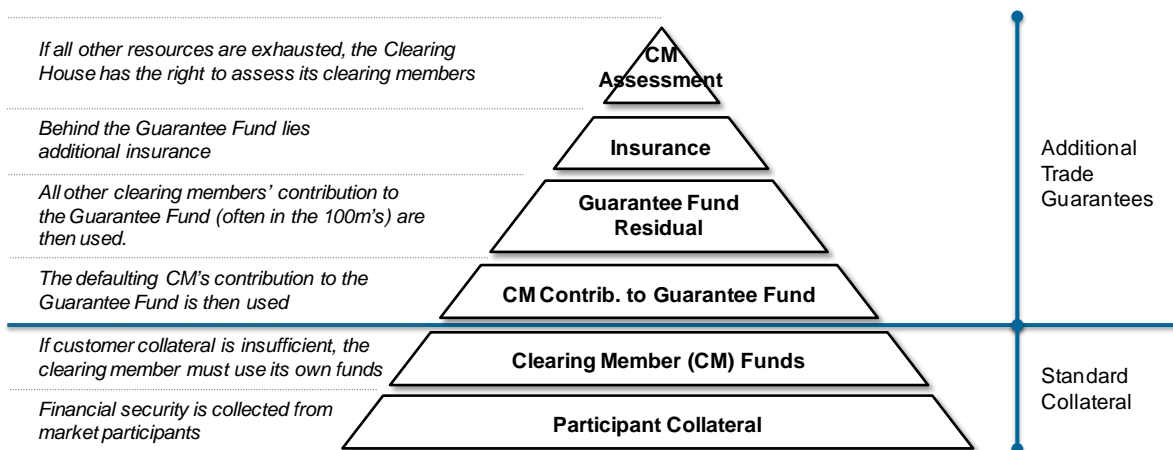 If all other resources are exhausted, the Clearing
House has the right to assess its clearing members
CM
Assessment
Behind the Guarantee Fund lies
additional insurance
Insurance
All other clearing members' contribution to
the Guarantee Fund (often in the 100m's) are
then used.
Guarantee Fund
Residual
Additional
Trade
Guarantees
The defaulting CM's contribution to the
Guarantee Fund is then used
CM Contrib. to Guarantee Fund
If customer collateral is insufficient, the
clearing member must use its own funds
Clearing Member (CM) Funds
Financial security is collected from
market participants
Participant Collateral
Standard
Collateral